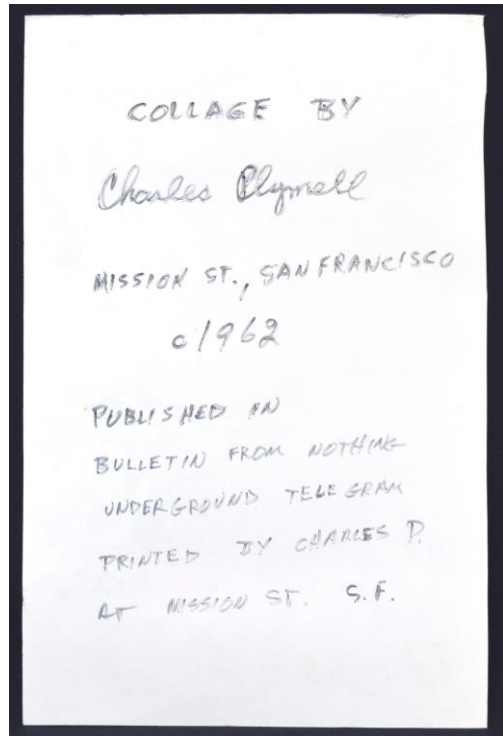 COLLAGE BY
Charles Plymell
MISSION ST., SAN FRANCISCO
c1962
PUBLISHED IN
BULLETIN FROM NOTHING
UNDERGROUND TELEGRAM
PRINTED BY CHARLES P.
AT MISSION ST. S.F.